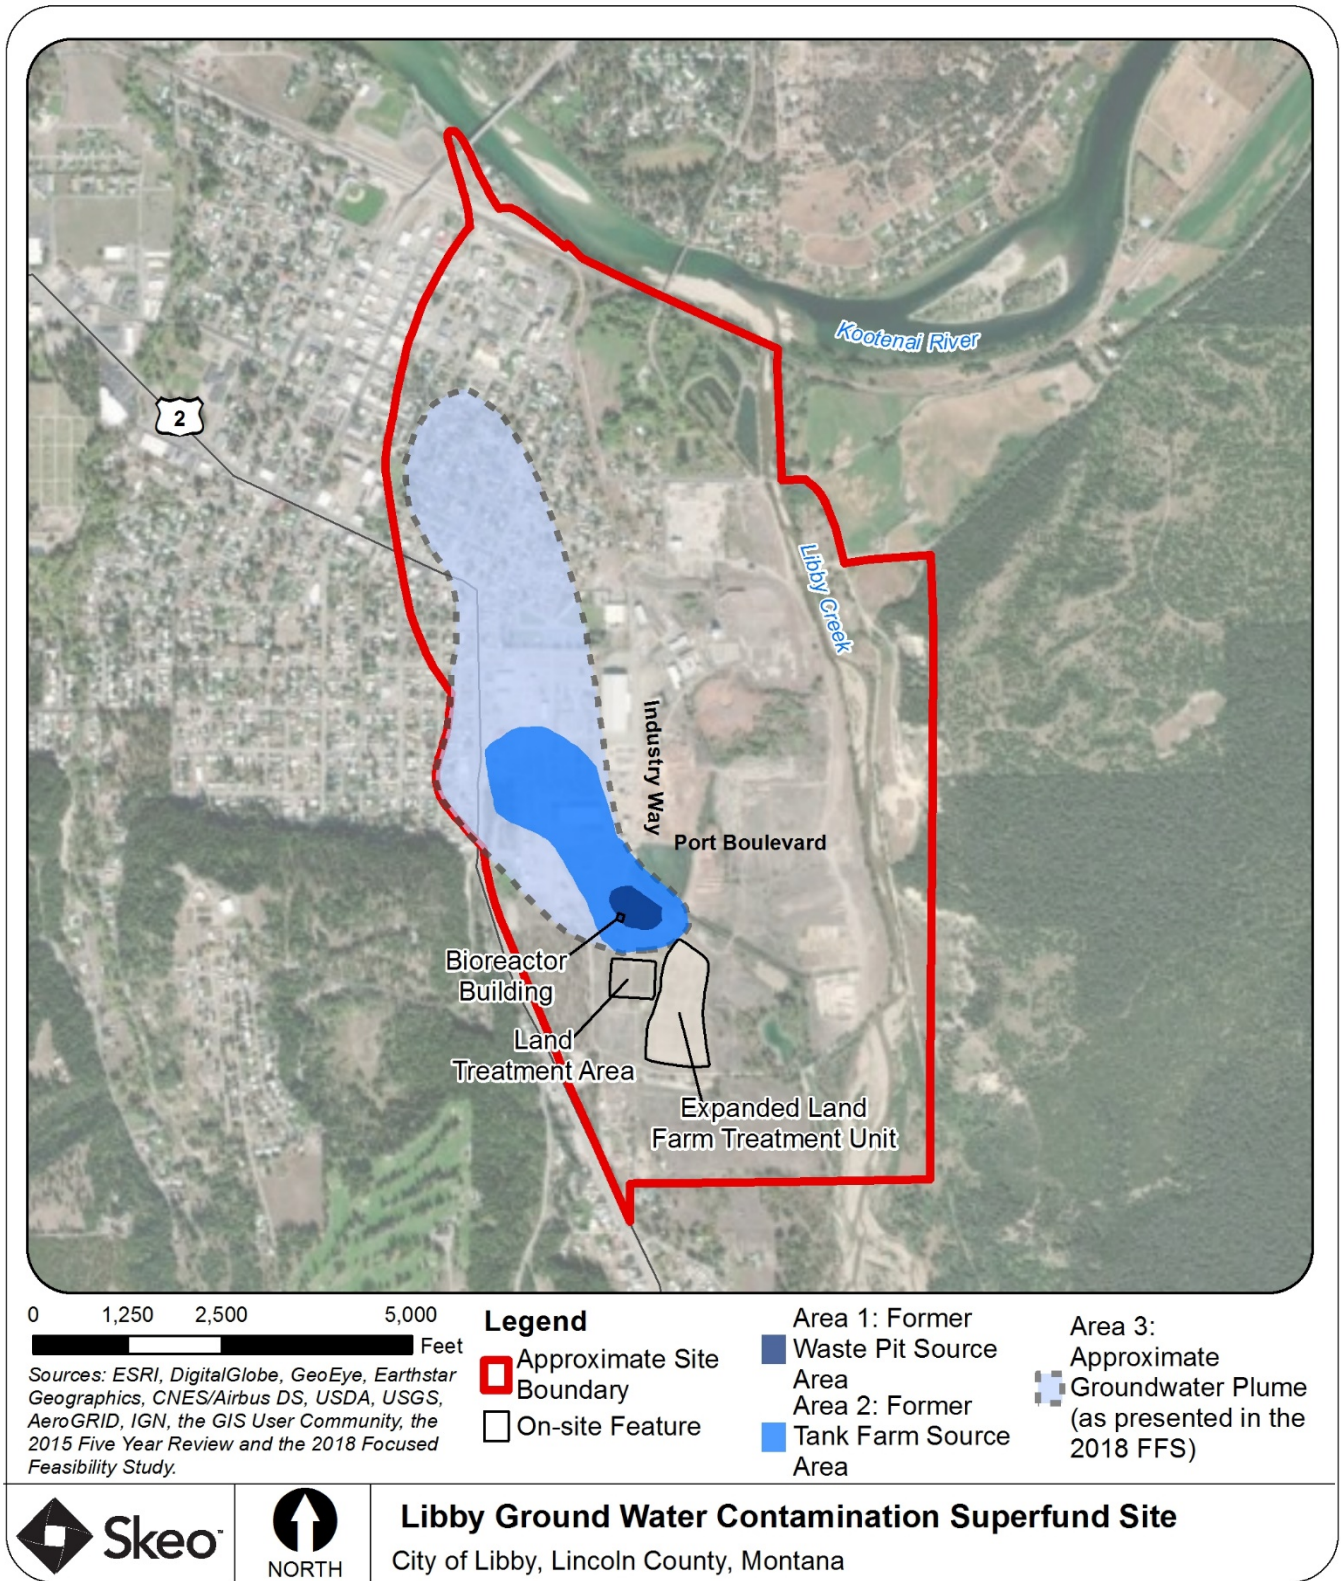 Kootenai River
2
Libby Creek
Industry Way
Port Boulevard
Bioreactor
Building
Land
Treatment Area
Expanded Land
Farm Treatment Unit
0 1,250 2,500 5,000
Feet
Sources: ESRI, DigitalGlobe, GeoEye, Earthstar
Geographics, CNES/Airbus DS, USDA, USGS,
AeroGRID, IGN, the GIS User Community, the
2015 Five Year Review and the 2018 Focused
Feasibility Study.
Legend
Approximate Site
Boundary
On-site Feature
Area 1: Former
Waste Pit Source
Area
Area 2: Former
Tank Farm Source
Area
Area 3:
Approximate
Groundwater Plume
(as presented in the
2018 FFS)
Skeo™
NORTH
Libby Ground Water Contamination Superfund Site
City of Libby, Lincoln County, Montana